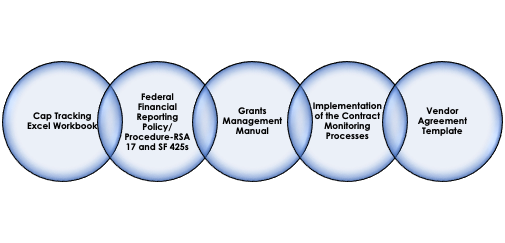 Cap Tracking
Excel Workbook
Federal
Financial
Reporting
Policy/
Procedure-RSA
17 and SF 425s
Grants
Management
Manual
Implementation
of the Contract
Monitoring
Processes
Vendor
Agreement
Template